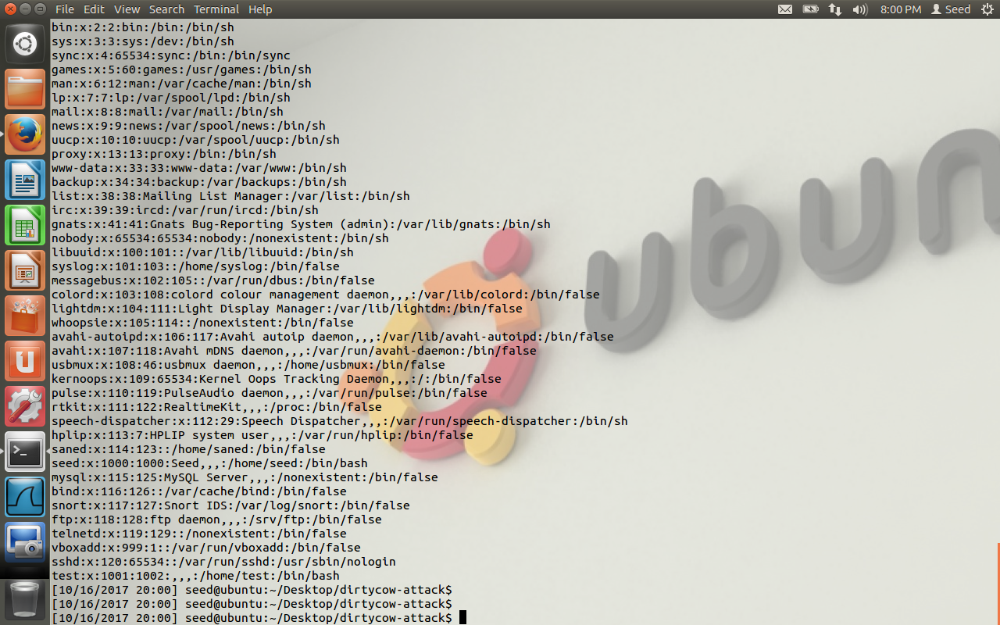 File Edit View Search Terminal Help 8:00 PM Seed
bin:x:2:2:bin:/bin:/bin/sh
sys:x:3:3:sys:/dev:/bin/sh
sync:x:4:65534:sync:/bin:/bin/sync
games:x:5:60:games:/usr/games:/bin/sh
man:x:6:12:man:/var/cache/man:/bin/sh
lp:x:7:7:lp:/var/spool/lpd:/bin/sh
mail:x:8:8:mail:/var/mail:/bin/sh
news:x:9:9:news:/var/spool/news:/bin/sh
uucp:x:10:10:uucp:/var/spool/uucp:/bin/sh
proxy:x:13:13:proxy:/bin:/bin/sh
www-data:x:33:33:www-data:/var/www:/bin/sh
backup:x:34:34:backup:/var/backups:/bin/sh
list:x:38:38:Mailing List Manager:/var/list:/bin/sh
irc:x:39:39:ircd:/var/run/ircd:/bin/sh
gnats:x:41:41:Gnats Bug-Reporting System (admin):/var/lib/gnats:/bin/sh
nobody:x:65534:65534:nobody:/nonexistent:/bin/sh
libuuid:x:100:101::/var/lib/libuuid:/bin/sh
syslog:x:101:103::/home/syslog:/bin/false
messagebus:x:102:105::/var/run/dbus:/bin/false
colord:x:103:108:colord colour management daemon,,,:/var/lib/colord:/bin/false
lightdm:x:104:111:Light Display Manager:/var/lib/lightdm:/bin/false
whoopsie:x:105:114::/nonexistent:/bin/false
avahi-autoipd:x:106:117:Avahi autoip daemon,,,:/var/lib/avahi-autoipd:/bin/false
avahi:x:107:118:Avahi mDNS daemon,,,:/var/run/avahi-daemon:/bin/false
usbmux:x:108:46:usbmux daemon,,,:/home/usbmux:/bin/false
kernoops:x:109:65534:Kernel Oops Tracking Daemon,,,:/:/bin/false
pulse:x:110:119:PulseAudio daemon,,,:/var/run/pulse:/bin/false
rtkit:x:111:122:RealtimeKit,,,:/proc:/bin/false
speech-dispatcher:x:112:29:Speech Dispatcher,,,:/var/run/speech-dispatcher:/bin/sh
hplip:x:113:7:HPLIP system user,,,:/var/run/hplip:/bin/false
saned:x:114:123::/home/saned:/bin/false
seed:x:1000:1000:Seed,,,:/home/seed:/bin/bash
mysql:x:115:125:MySQL Server,,,:/nonexistent:/bin/false
bind:x:116:126::/var/cache/bind:/bin/false
snort:x:117:127:Snort IDS:/var/log/snort:/bin/false
ftp:x:118:128:ftp daemon,,,:/srv/ftp:/bin/false
telnetd:x:119:129::/nonexistent:/bin/false
vboxadd:x:999:1::/var/run/vboxadd:/bin/false
sshd:x:120:65534::/var/run/sshd:/usr/sbin/nologin
test:x:1001:1002:,,,:/home/test:/bin/bash
[10/16/2017 20:00] seed@ubuntu:~/Desktop/dirtycow-attack$
[10/16/2017 20:00] seed@ubuntu:~/Desktop/dirtycow-attack$
[10/16/2017 20:00] seed@ubuntu:~/Desktop/dirtycow-attack$
ubun